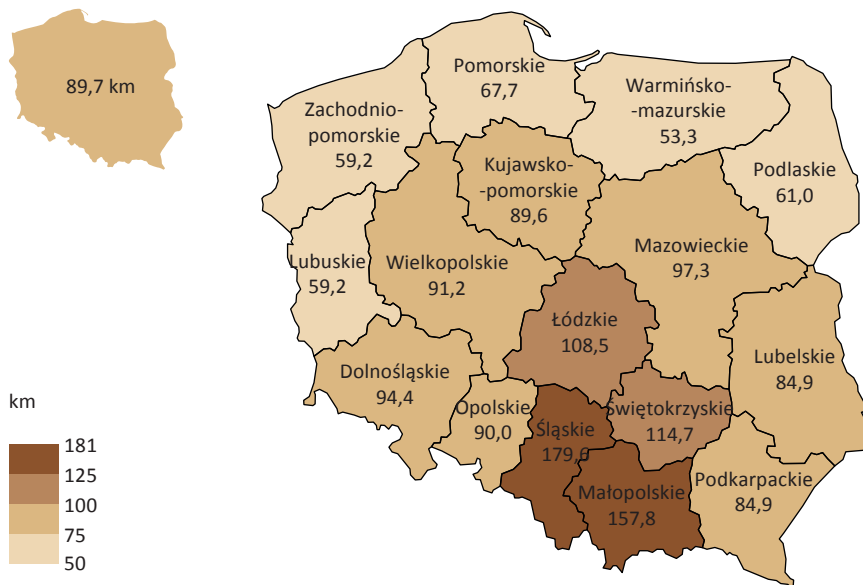 89,7 km
Pomorskie
67,7
Warmińsko-
-mazurskie
53,3
Zachodnio-
pomorskie
59,2
Kujawsko-
-pomorskie
89,6
Podlaskie
61,0
Mazowieckie
97,3
Lubuskie
59,2
Wielkopolskie
91,2
Łódzkie
108,5
Lubelskie
84,9
Dolnośląskie
94,4
Opolskie
90,0
Śląskie
179,6
Świętokrzyskie
114,7
Małopolskie
157,8
Podkarpackie
84,9
km
181
125
100
75
50